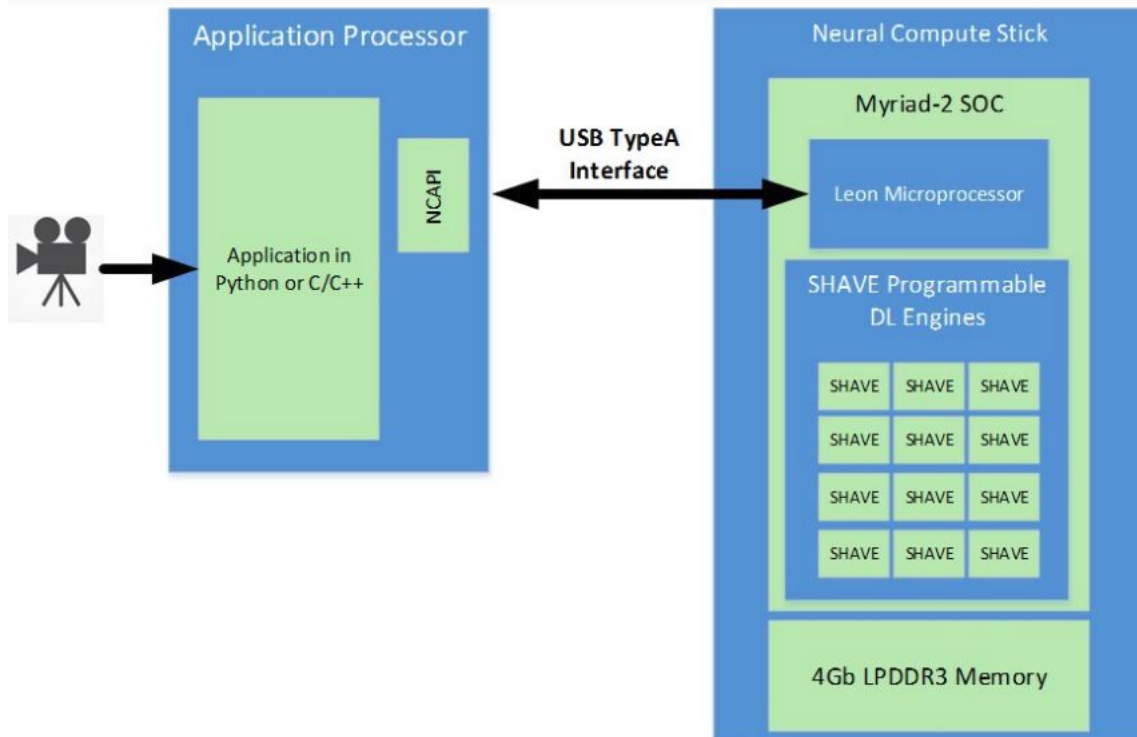 Application Processor
Application in
Python or C/C++
NCAPI
USB TypeA
Interface
Neural Compute Stick
Myriad-2 SOC
Leon Microprocessor
SHAVE Programmable
DL Engines
SHAVE SHAVE SHAVE
SHAVE SHAVE SHAVE
SHAVE SHAVE SHAVE
SHAVE SHAVE SHAVE
4Gb LPDDR3 Memory